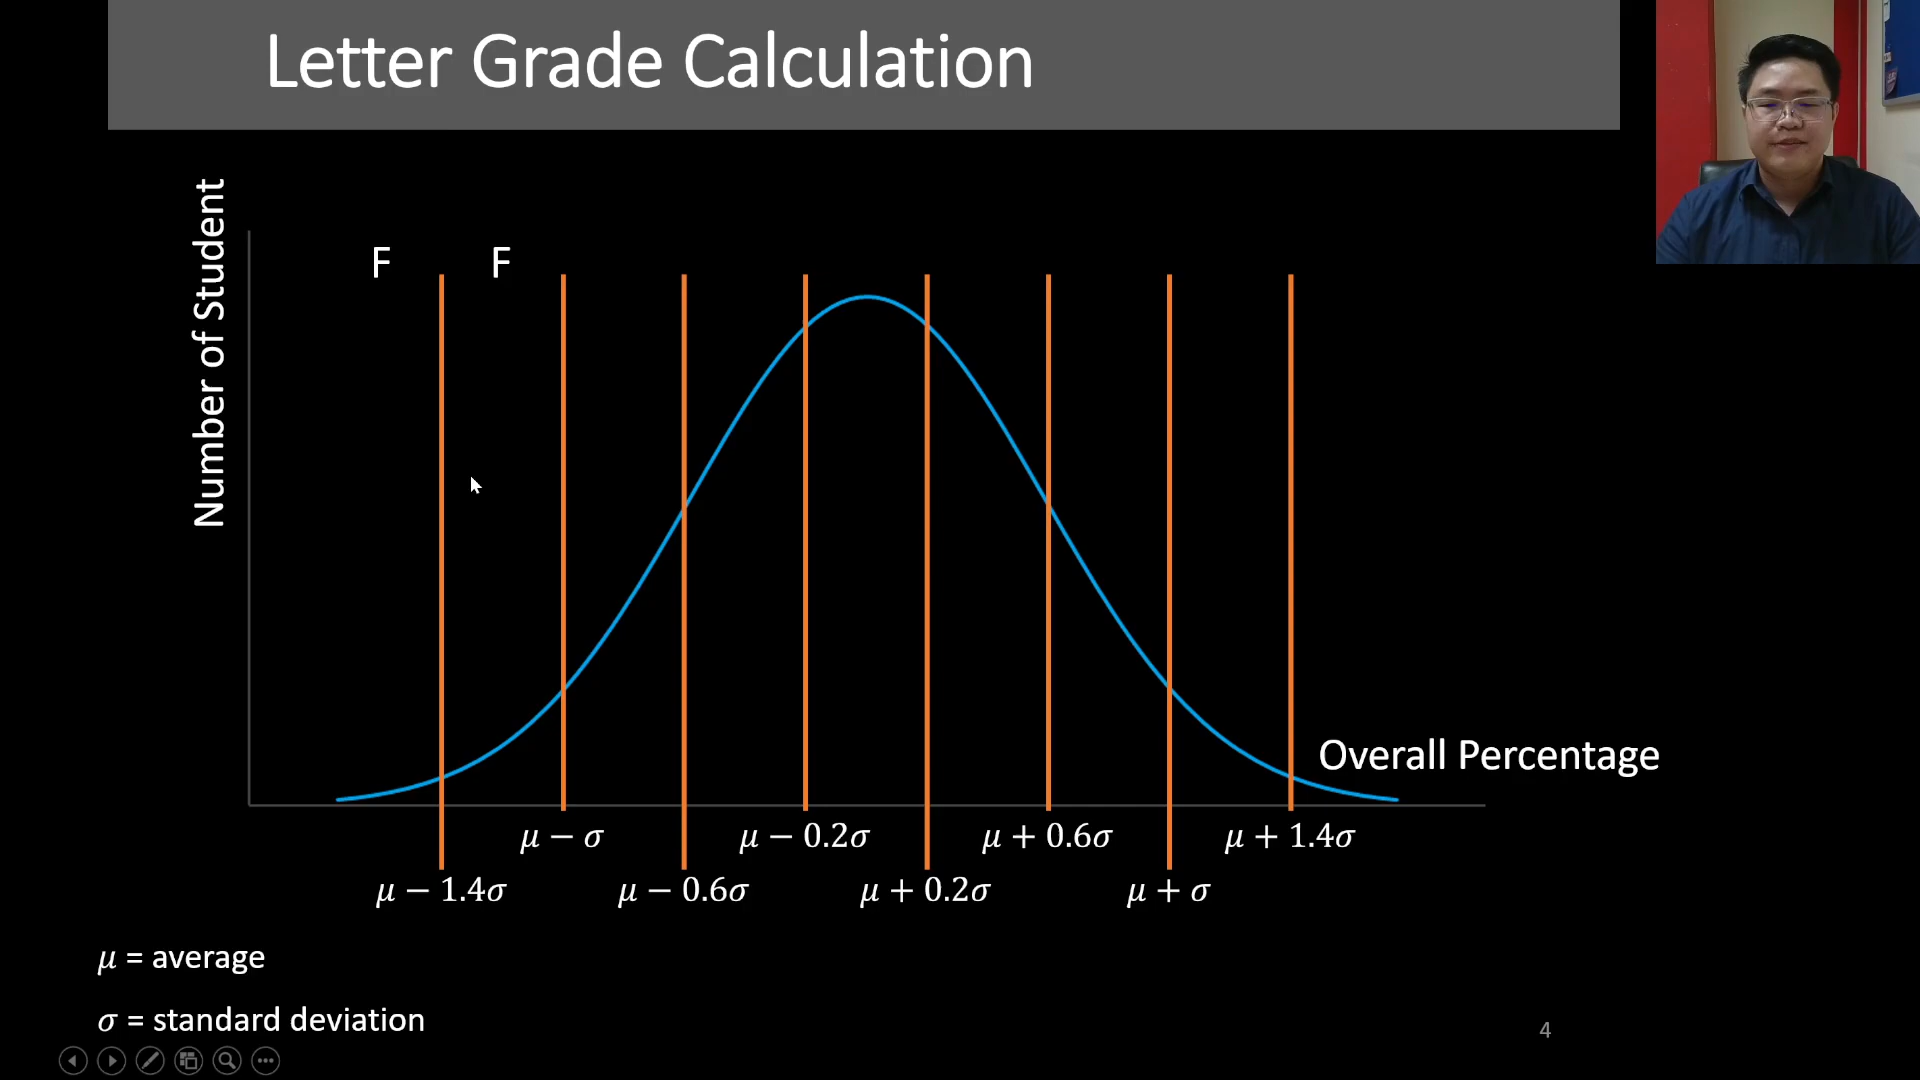 Letter Grade Calculation
Number of Student
F F
Overall Percentage
μ − σ μ − 0.2σ μ + 0.6σ μ + 1.4σ
μ − 1.4σ μ − 0.6σ μ + 0.2σ μ + σ
μ = average
σ = standard deviation
4